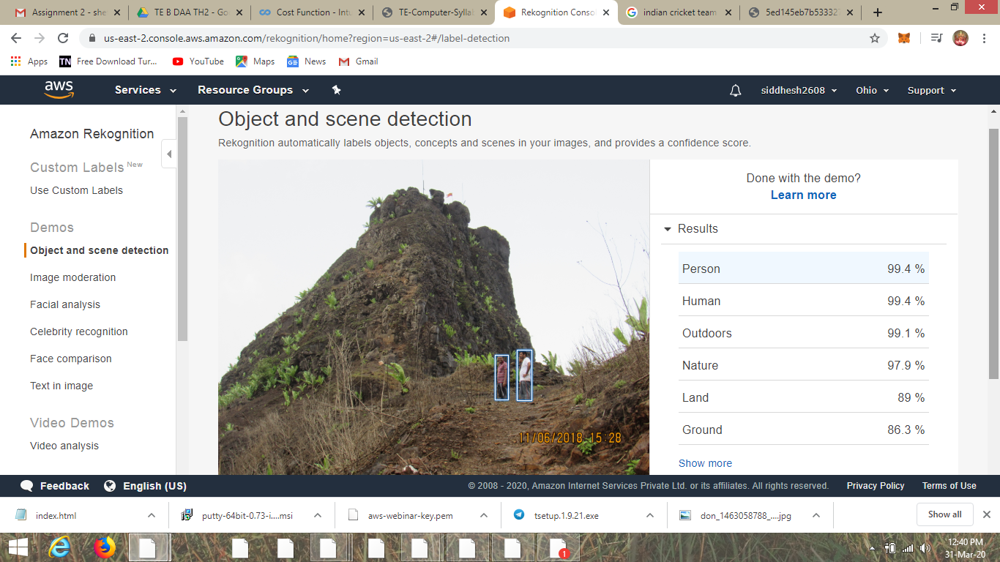 Assignment 2 - she
TE B DAA TH2 - Go
Cost Function - Intu
TE-Computer-Sylla
Rekognition Conso
indian cricket team
5ed145eb7b533327
us-east-2.console.aws.amazon.com/rekognition/home?region=us-east-2#/label-detection
Apps
TN
Free Download Tur...
YouTube
Maps
News
Gmail
aws
Services
Resource Groups
siddhesh2608
Ohio
Support
Amazon Rekognition
Custom Labels New
Use Custom Labels
Demos
Object and scene detection
Image moderation
Facial analysis
Celebrity recognition
Face comparison
Text in image
Video Demos
Video analysis
Object and scene detection
Rekognition automatically labels objects, concepts and scenes in your images, and provides a confidence score.
11/06/2018 15:28
Done with the demo?
Learn more
Results
Person 99.4 %
Human 99.4 %
Outdoors 99.1 %
Nature 97.9 %
Land 89 %
Ground 86.3 %
Show more
Feedback
English (US)
© 2008 - 2020, Amazon Internet Services Private Ltd. or its affiliates. All rights reserved.
Privacy Policy
Terms of Use
index.html
putty-64bit-0.73-i....msi
aws-webinar-key.pem
tsetup.1.9.21.exe
don_1463058788_....jpg
Show all
1
12:40 PM
31-Mar-20